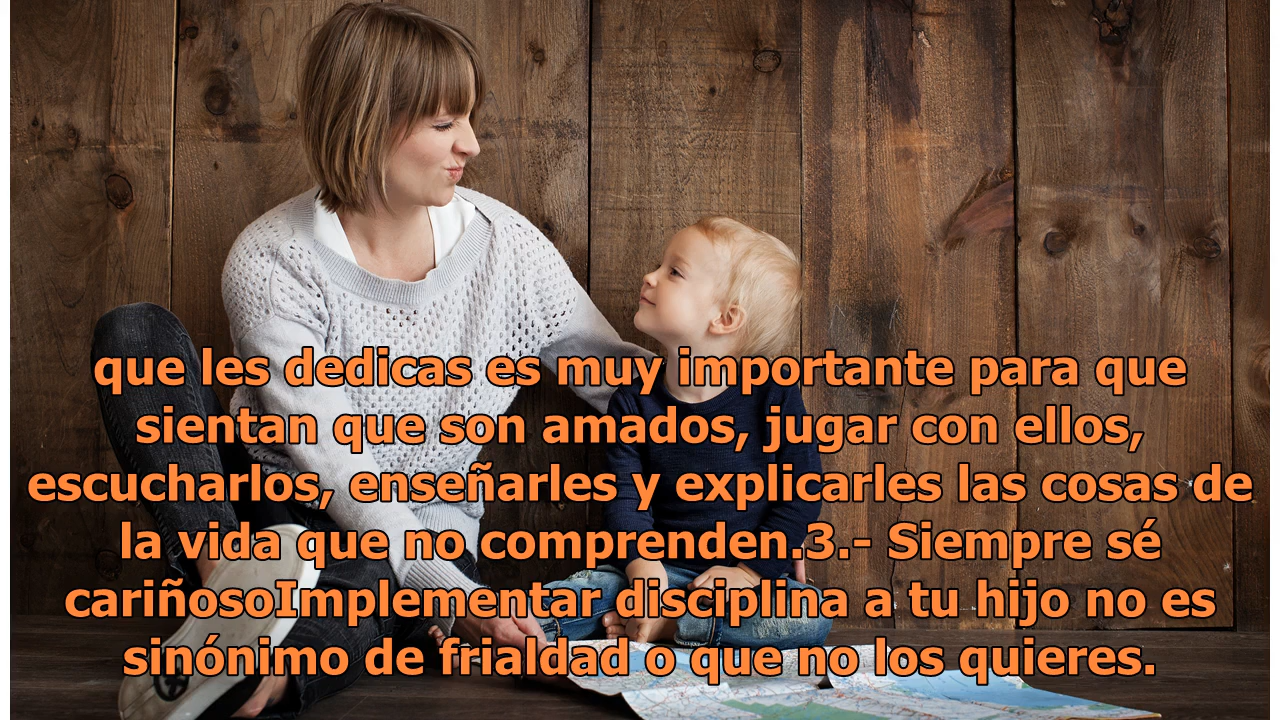 que les dedicas es muy importante para que
sientan que son amados, jugar con ellos,
escucharlos, enseñarles y explicarles las cosas de
la vida que no comprenden.3.- Siempre sé
cariñosoImplementar disciplina a tu hijo no es
sinónimo de frialdad o que no los quieres.